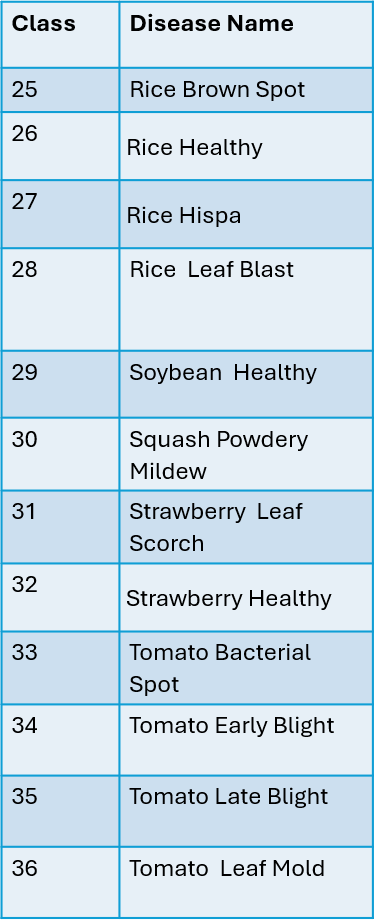 Class Disease Name
25 Rice Brown Spot
26 Rice Healthy
27 Rice Hispa
28 Rice  Leaf Blast
29 Soybean  Healthy
30 Squash Powdery
Mildew
31 Strawberry  Leaf
Scorch
32 Strawberry Healthy
33 Tomato Bacterial
Spot
34 Tomato Early Blight
35 Tomato Late Blight
36 Tomato  Leaf Mold